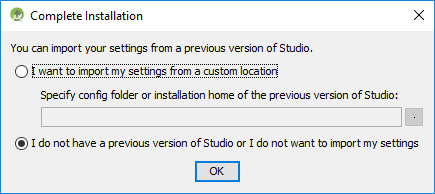 Complete Installation
You can import your settings from a previous version of Studio.
I want to import my settings from a custom location
Specify config folder or installation home of the previous version of Studio:
.
I do not have a previous version of Studio or I do not want to import my settings
OK